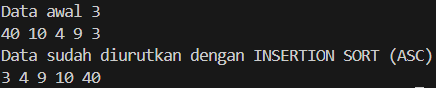 Data awal 3
40 10 4 9 3
Data sudah diurutkan dengan INSERTION SORT (ASC)
3 4 9 10 40